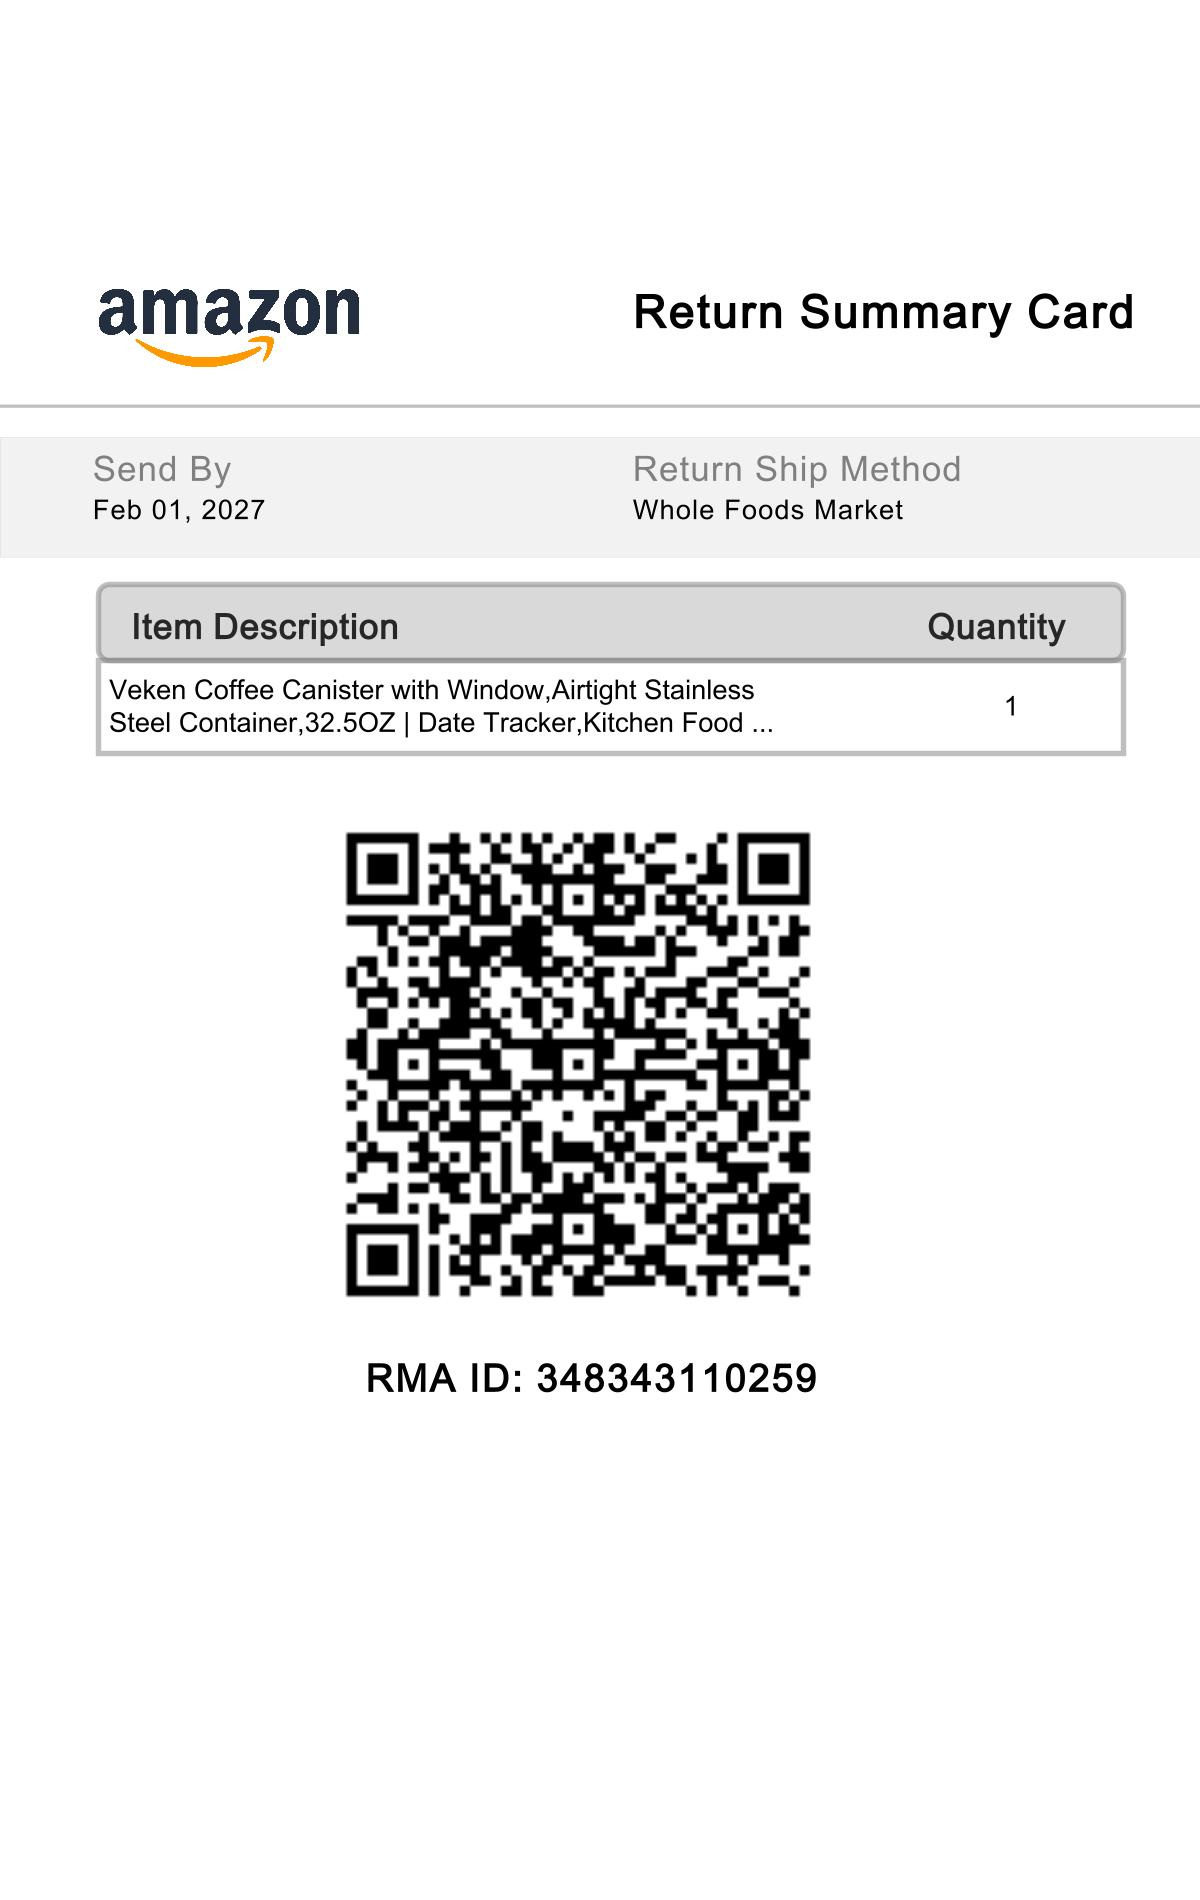 amazon
Return Summary Card
Send By
Return Ship Method
Feb 01, 2027
Whole Foods Market
Item Description
Quantity
Veken Coffee Canister with Window,Airtight Stainless
Steel Container,32.5OZ | Date Tracker,Kitchen Food ...
1
RMA ID: 348343110259